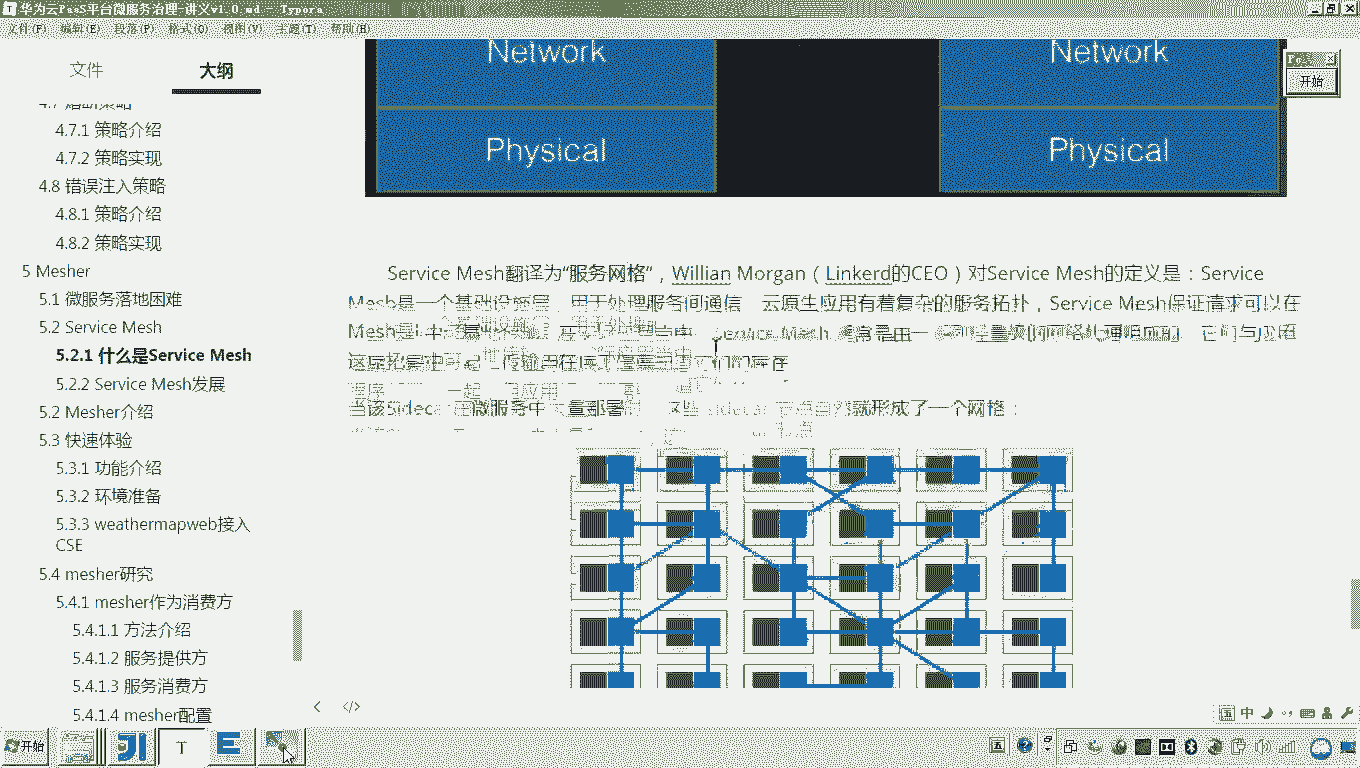 华为云PaaS平台微服务治理-讲义v1.0.md - Typora
文件(F) 编辑(E) 段落(P) 格式(O) 视图(V) 主题(T) 帮助(H)
文件 大纲
4.7 熔断策略
4.7.1 策略介绍
4.7.2 策略实现
4.8 错误注入策略
4.8.1 策略介绍
4.8.2 策略实现
5 Mesher
5.1 微服务落地困难
5.2 Service Mesh
5.2.1 什么是Service Mesh
5.2.2 Service Mesh发展
5.2 Mesher介绍
5.3 快速体验
5.3.1 功能介绍
5.3.2 环境准备
5.3.3 weathermapweb接入
CSE
5.4 mesher研究
5.4.1 mesher作为消费方
5.4.1.1 方法介绍
5.4.1.2 服务提供方
5.4.1.3 服务消费方
5.4.1.4 mesher配置
Network Network
Physical Physical
Service Mesh翻译为“服务网格”，Willian Morgan（Linkerd的CEO）对Service Mesh的定义是：Service
Mesh是一个基础设施层，用于处理服务间通信。云原生应用有着复杂的服务拓扑，Service Mesh保证请求可以在
当该Sidecar在微服务中大量部署 这些 Sidecar 就形成了一个网格：
开始
开始
中